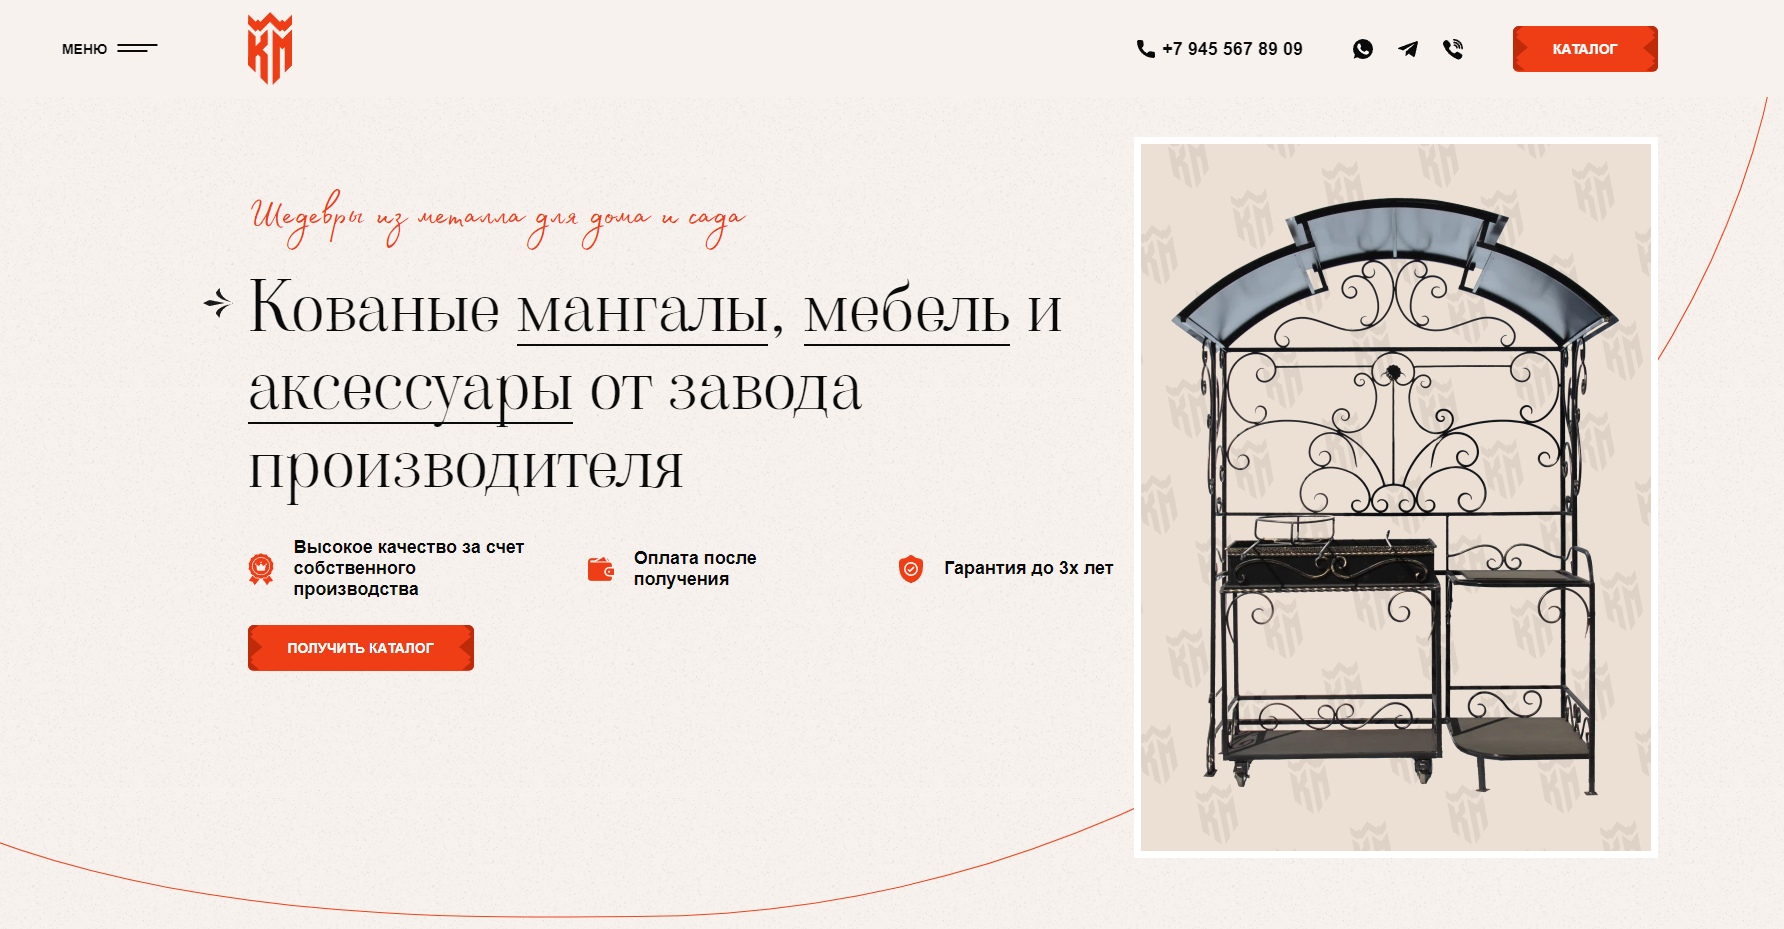 МЕНЮ
КМ
+7 945 567 89 09
КАТАЛОГ
Шедевры из металла для дома и сада
Кованые мангалы, мебель и
аксессуары от завода
производителя
Высокое качество за счет
собственного
производства
Оплата после
получения
Гарантия до 3х лет
ПОЛУЧИТЬ КАТАЛОГ